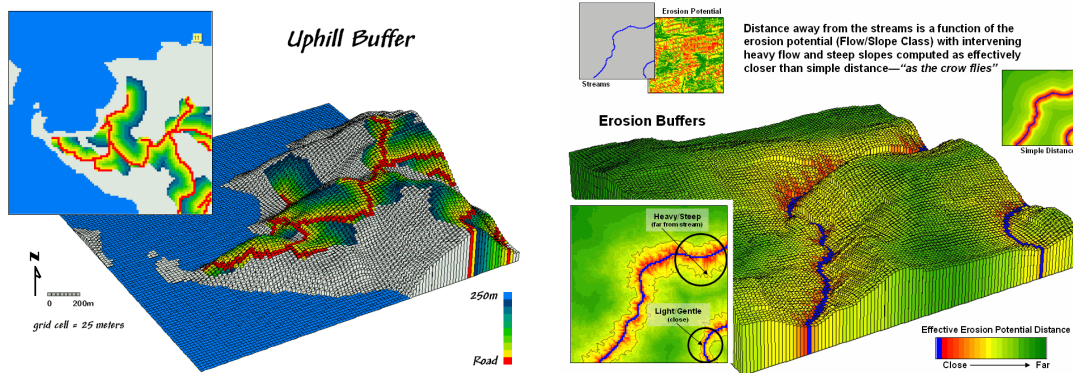 11
Uphill Buffer
N
0 200m
grid cell = 25 meters
250m
Road
Erosion Potential
Streams
Distance away from the streams is a function of the
erosion potential (Flow/Slope Class) with intervening
heavy flow and steep slopes computed as effectively
closer than simple distance—“as the crow flies”
Erosion Buffers
Simple Distance
Heavy/Steep
(far from stream)
Light/Gentle
(close)
Effective Erosion Potential Distance
Close Far